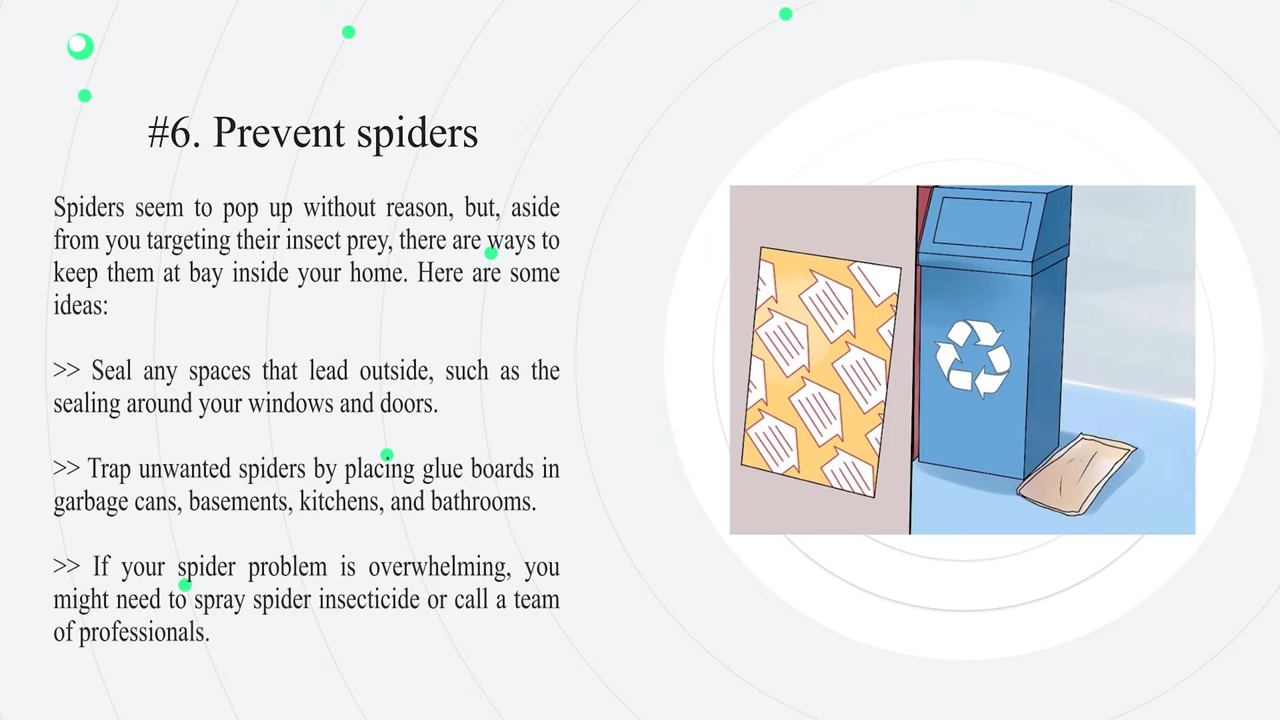 #6. Prevent spiders
Spiders seem to pop up without reason, but, aside
from you targeting their insect prey, there are ways to
keep them at bay inside your home. Here are some
ideas:
>> Seal any spaces that lead outside, such as the
sealing around your windows and doors.
>> Trap unwanted spiders by placing glue boards in
garbage cans, basements, kitchens, and bathrooms.
>> If your spider problem is overwhelming, you
might need to spray spider insecticide or call a team
of professionals.